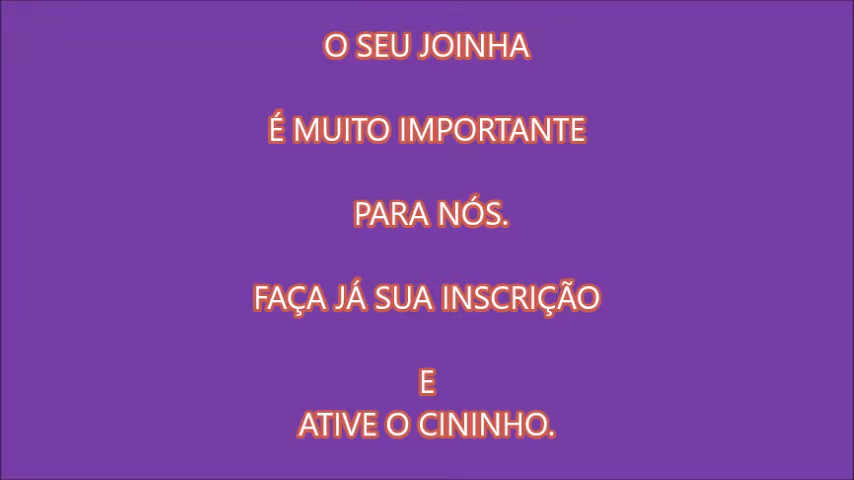 O SEU JOINHA
É MUITO IMPORTANTE
PARA NÓS.
FAÇA JÁ SUA INSCRIÇÃO
E
ATIVE O CININHO.